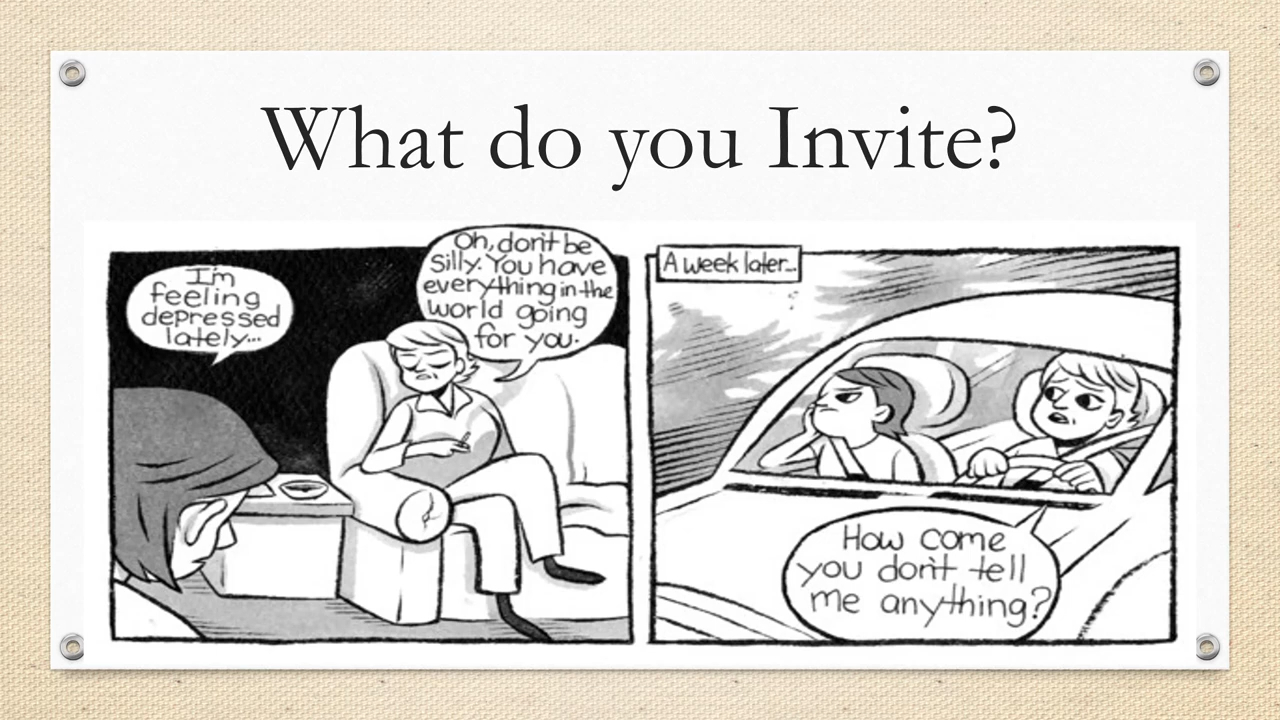 What do you Invite?
I'm
feeling
depressed
lately...
Oh, don't be
silly. You have
everything in the
world going
for you.
A week later...
How come
you don't tell
me anything?